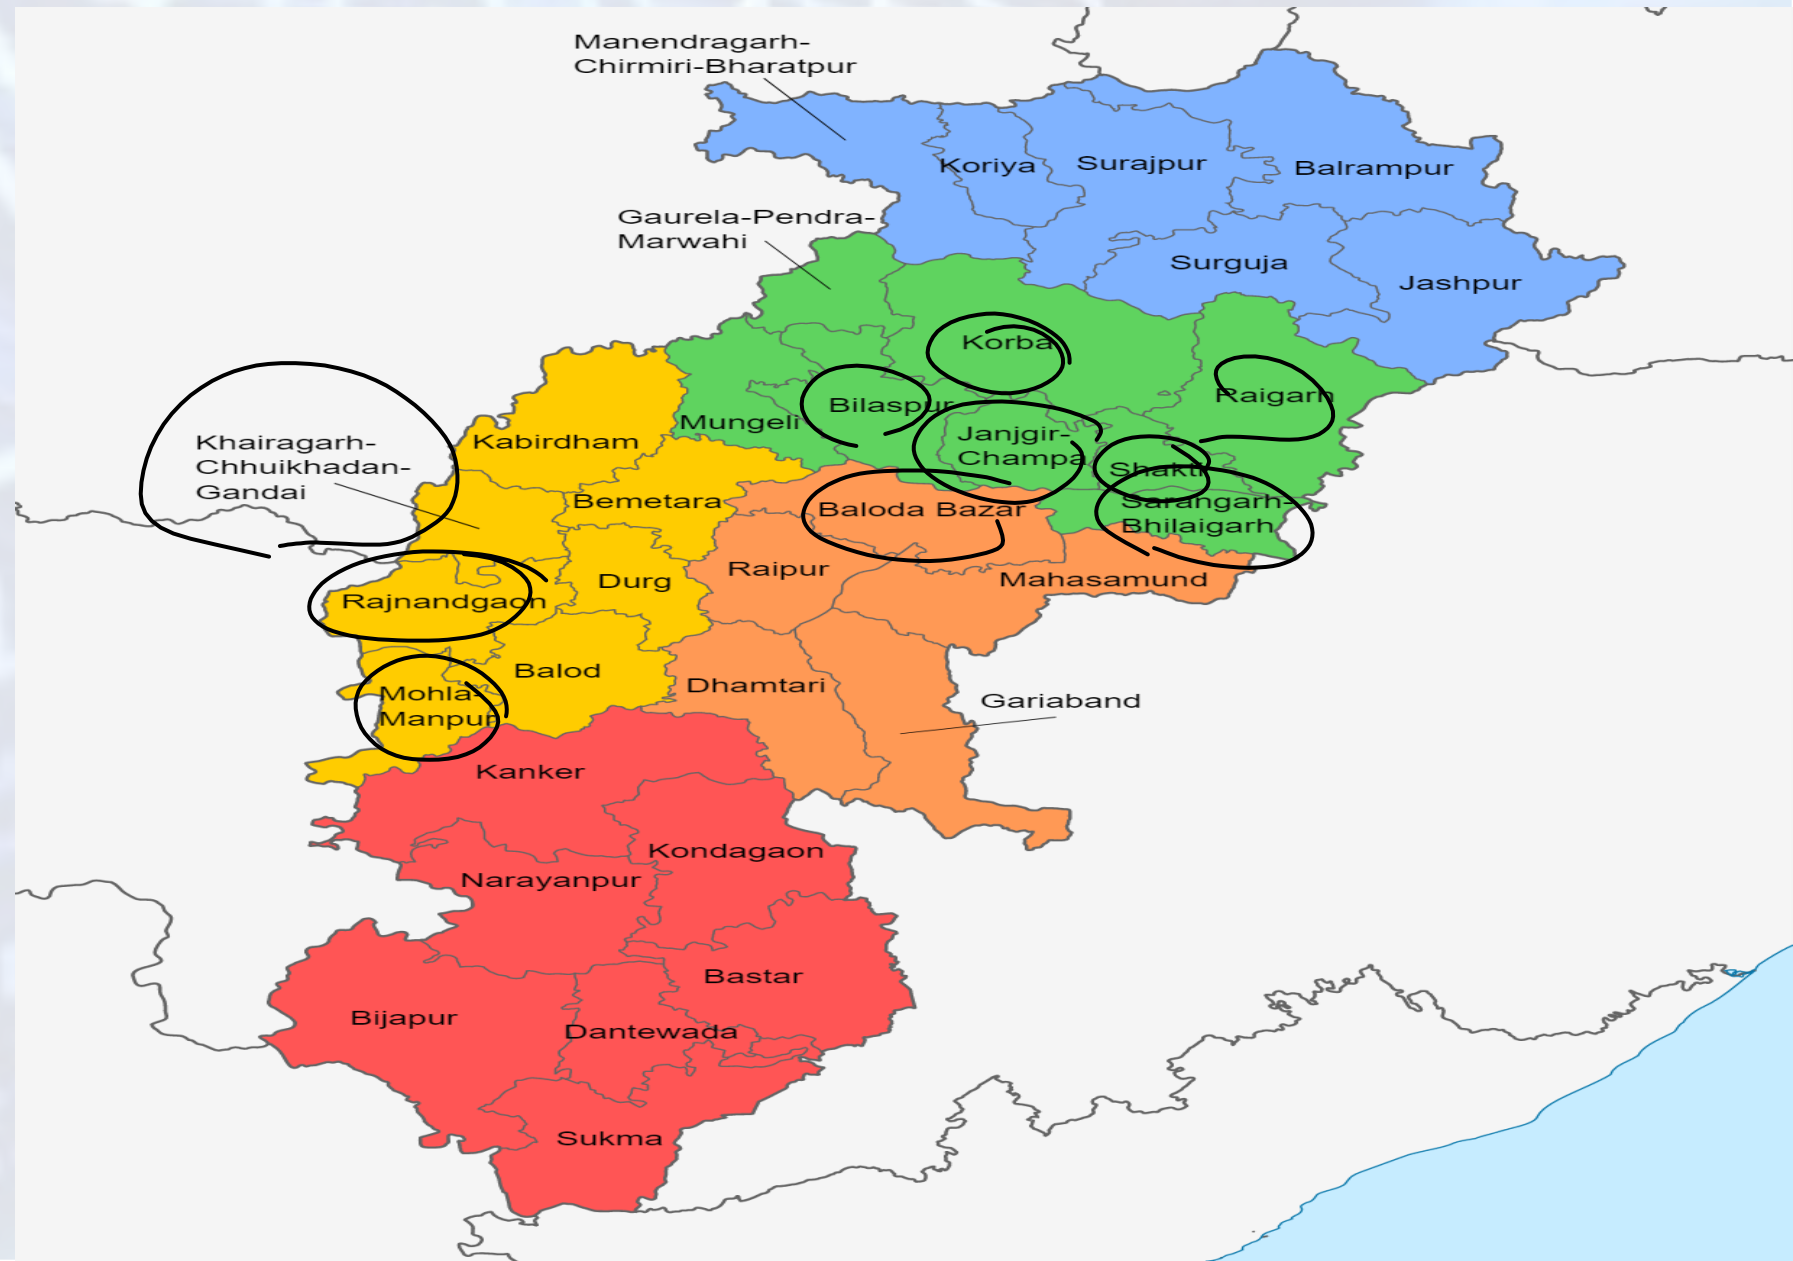 Manendragarh-
Chirmiri-Bharatpur
Koriya
Surajpur
Balrampur
Gaurela-Pendra-
Marwahi
Surguja
Jashpur
Korba
Raigarh
Bilaspur
Mungeli
Janjgir-
Champa
Shakti
Khairagarh-
Chhuikhadan-
Gandai
Kabirdham
Bemetara
Baloda Bazar
Sarangarh-
Bhilaigarh
Raipur
Mahasamund
Durg
Rajnandgaon
Balod
Dhamtari
Mohla-
Manpur
Gariaband
Kanker
Kondagaon
Narayanpur
Bastar
Bijapur
Dantewada
Sukma